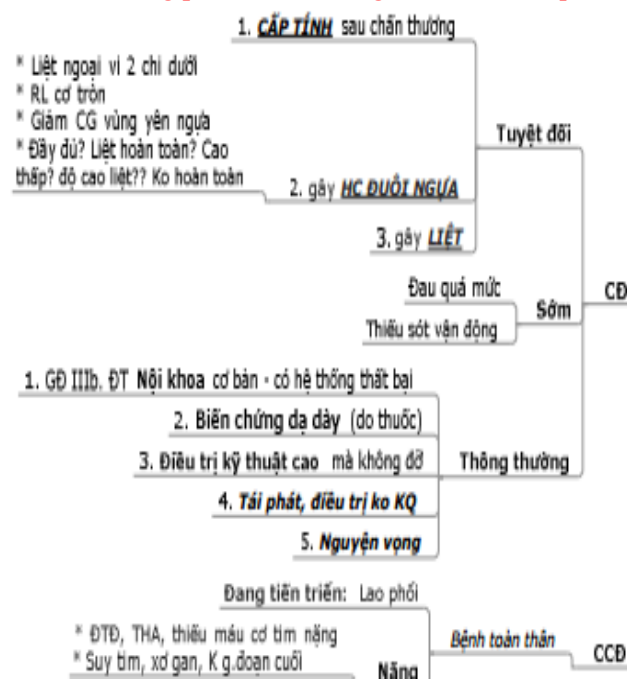 1. CẤP TÍNH sau chấn thương
* Liệt ngoại vi 2 chi dưới
* RL cơ tròn
* Giảm CG vùng yên ngựa
* Đầy đủ? Liệt hoàn toàn? Cao
thấp? độ cao liệt?? Ko hoàn toàn
2. gây HC ĐUÔI NGỰA
3. gây LIỆT
Tuyệt đối
Đau quá mức
Thiếu sót vận động
Sớm
CĐ
1. GĐ IIIb. ĐT Nội khoa cơ bản - có hệ thống thất bại
2. Biến chứng dạ dày (do thuốc)
3. Điều trị kỹ thuật cao mà không đỡ
4. Tái phát, điều trị ko KQ
5. Nguyện vọng
Thông thường
Đang tiến triển: Lao phổi
* ĐTĐ, THA, thiếu máu cơ tim nặng
* Suy tim, xơ gan, K g.đoạn cuối
Nặng
Bệnh toàn thân
CCĐ